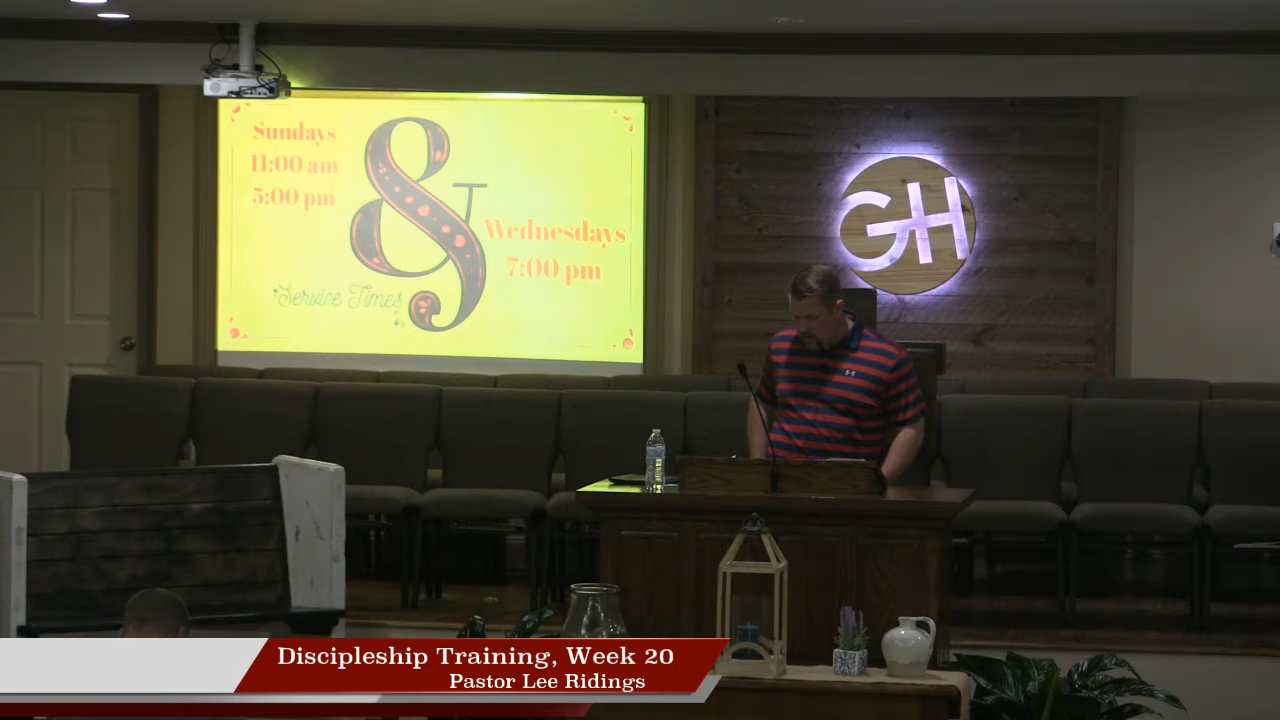 Sundays
11:00 am
5:00 pm
&
Wednesdays
7:00 pm
Service Times
GH
Discipleship Training, Week 20
Pastor Lee Ridings